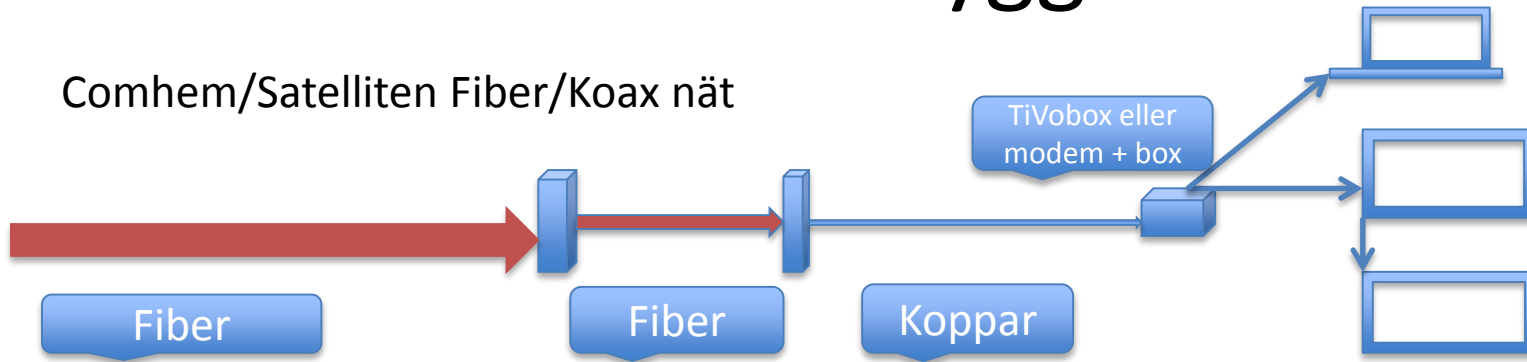 Comhem/Satelliten Fiber/Koax nät
TiVobox eller
modem + box
Fiber
Fiber
Koppar